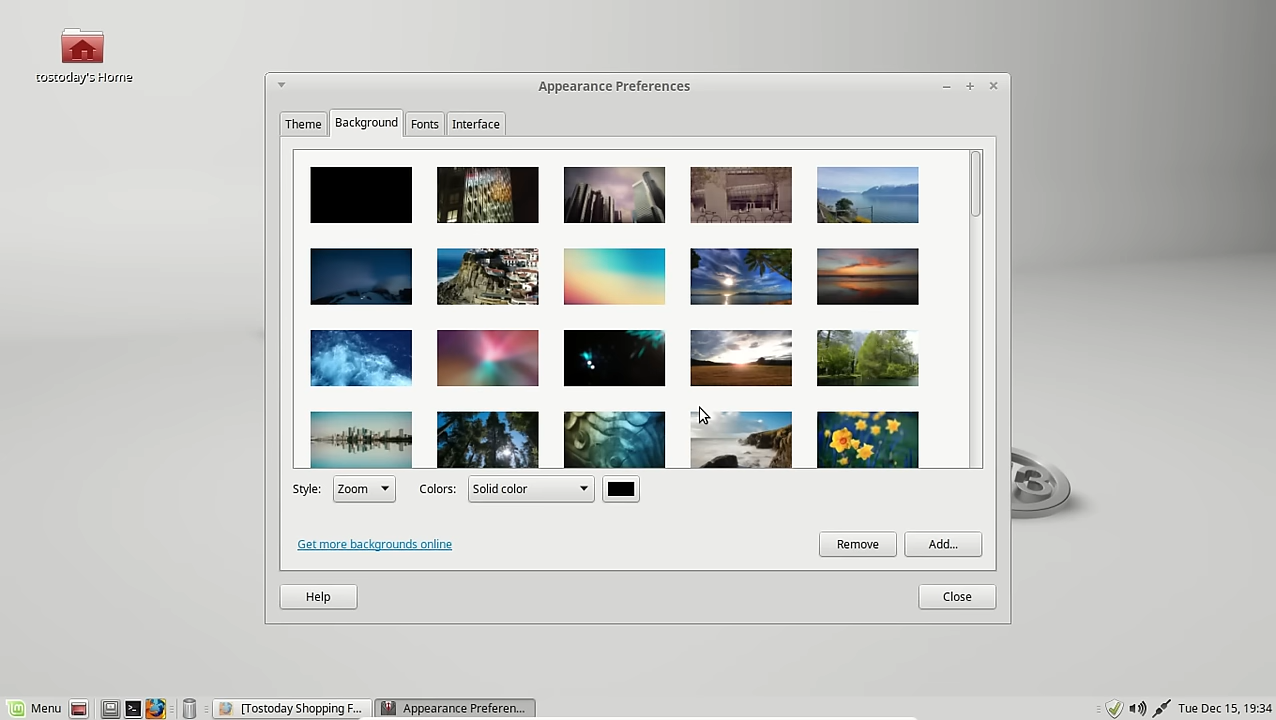 tostoday's Home
Appearance Preferences
Theme
Background
Fonts
Interface
Style:
Zoom
Colors:
Solid color
Get more backgrounds online
Remove
Add...
Help
Close
Menu
[Tostoday Shopping F...
Appearance Preferen...
Tue Dec 15, 19:34